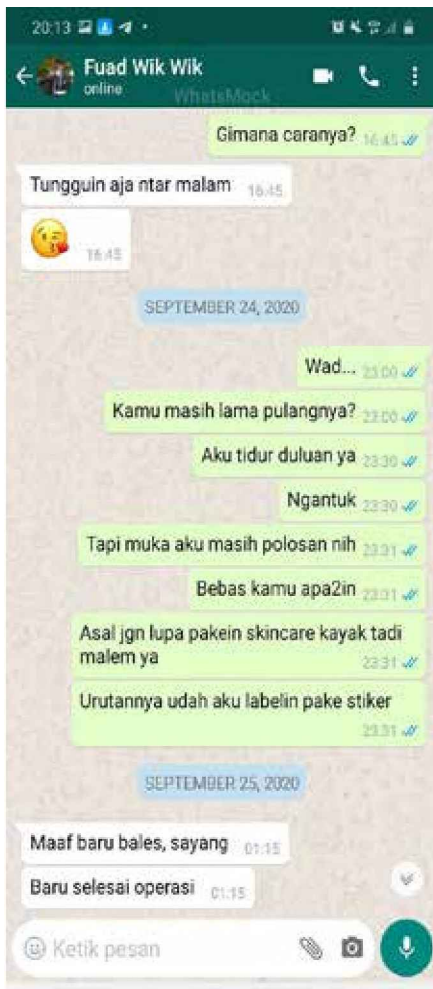 20:13
Fuad Wik Wik
online
WhatsMock
Gimana caranya? 16.45
Tungguin aja ntar malam 16.45
16.45
SEPTEMBER 24, 2020
Wad... 23:00
Kamu masih lama pulangnya? 23:00
Aku tidur duluan ya 23:30
Ngantuk 23:30
Tapi muka aku masih polosan nih 23:31
Bebas kamu apa2in 23:31
Asal jgn lupa pakein skincare kayak tadi
malem ya 23:31
Urutannya udah aku labelin pake stiker
23:31
SEPTEMBER 25, 2020
Maaf baru bales, sayang 01:15
Baru selesai operasi 01:15
Ketik pesan